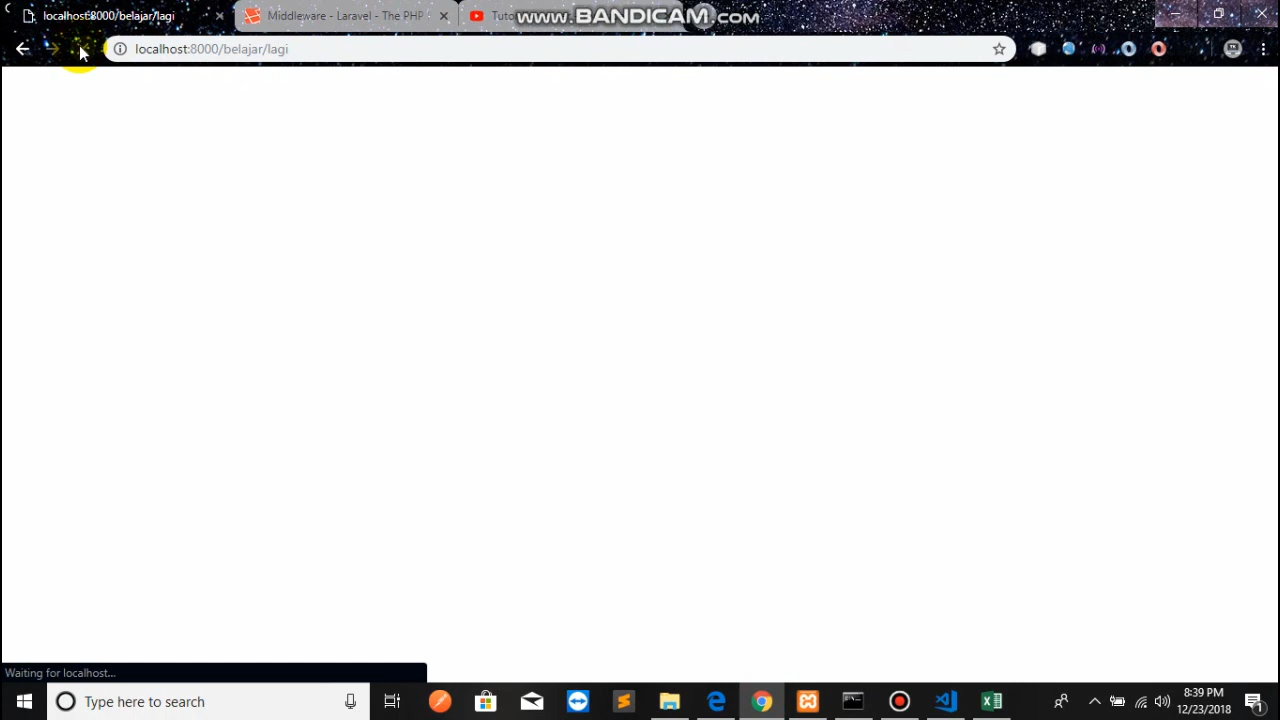 localhost:8000/belajar/lagi
Middleware - Laravel - The PHP
www.BANDICAM.com
localhost:8000/belajar/lagi
Waiting for localhost...
Type here to search
8:39 PM
12/23/2018
1